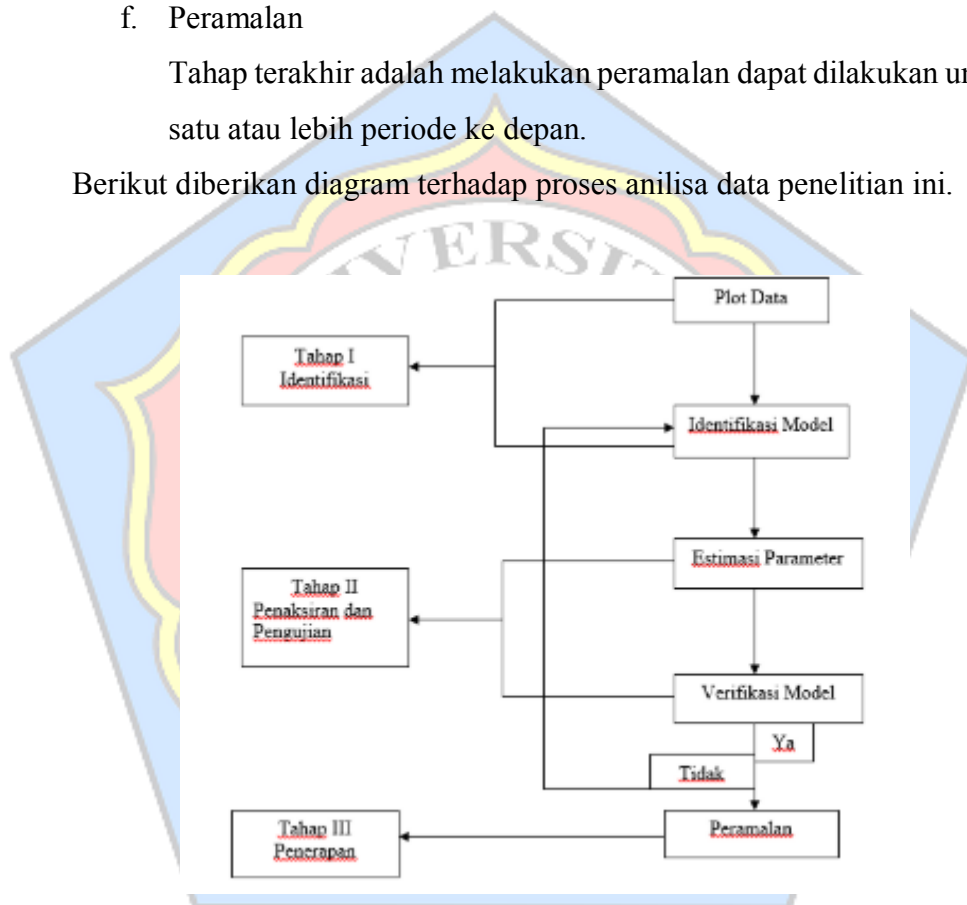 f. Peramalan
Tahap terakhir adalah melakukan peramalan dapat dilakukan
satu atau lebih periode ke depan.
Berikut diberikan diagram terhadap proses anilisa data penelitian ini.
Plot Data
Tahap I
Identifikasi
Identifikasi Model
Estimasi Parameter
Tahap II
Penaksiran dan
Pengujian
Verifikasi Model
Ya
Tidak
Tahap III
Penerapan
Peramalan